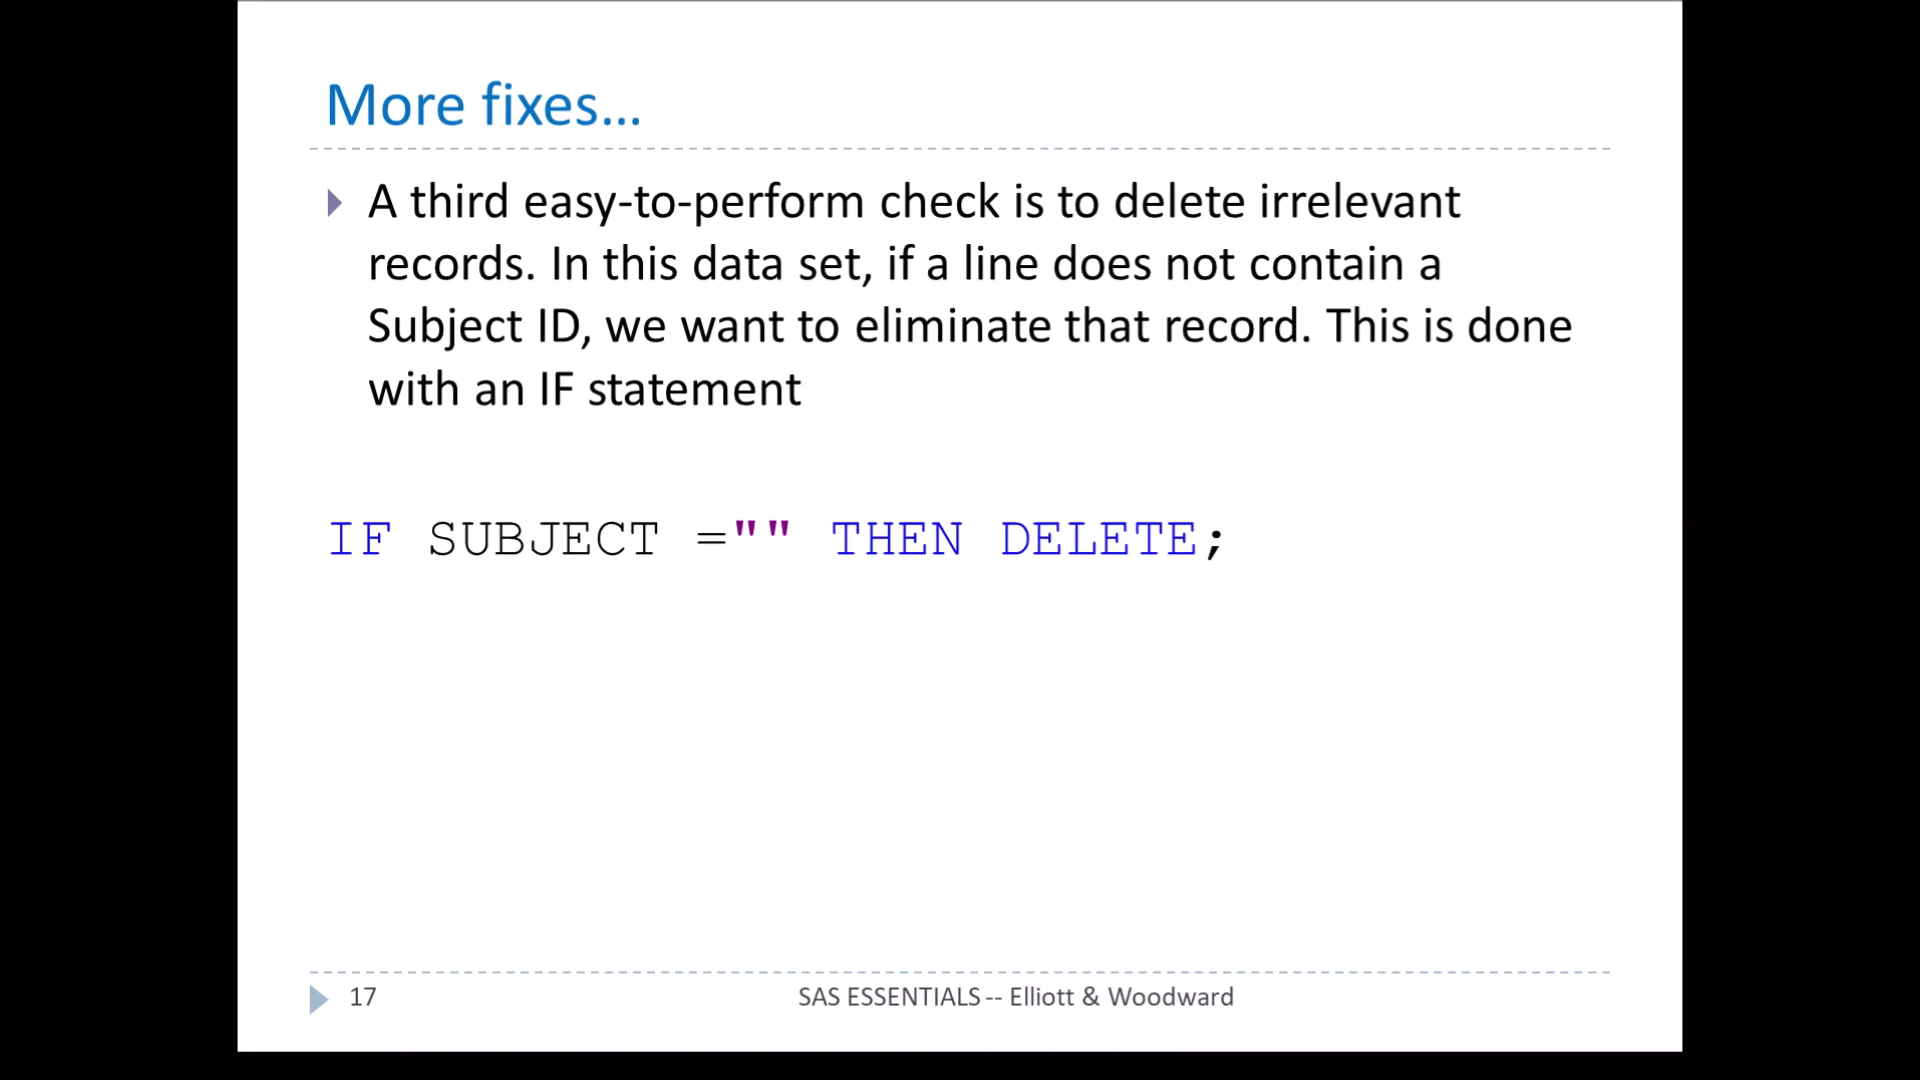 More fixes...
A third easy-to-perform check is to delete irrelevant
records. In this data set, if a line does not contain a
Subject ID, we want to eliminate that record. This is done
with an IF statement
IF SUBJECT ="" THEN DELETE;
17
SAS ESSENTIALS -- Elliott & Woodward